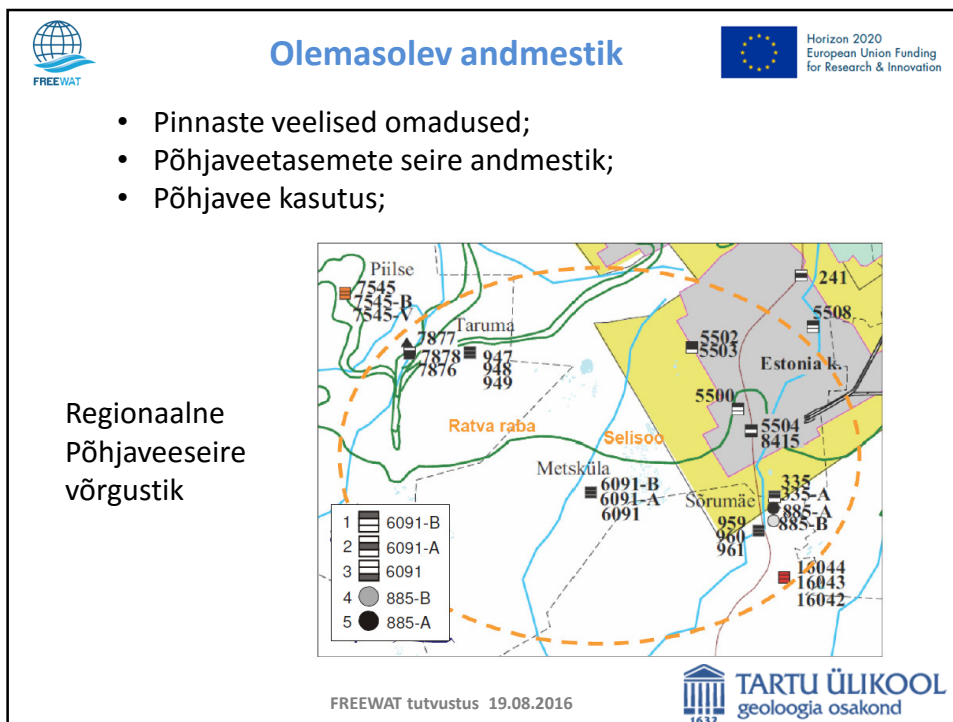 FREEWAT
Olemasolev andmestik
Horizon 2020
European Union Funding
for Research & Innovation
• Pinnaste veelised omadused;
• Põhjaveetasemete seire andmestik;
• Põhjavee kasutus;
Regionaalne
Põhjaveeseire
võrgustik
Piilse
7545
7545-B
7545-V
7877
7878
7876
Taruma
947
948
949
241
5508
5502
5503
Estonia k.
5500
5504
8415
Ratva raba
Selisoo
Metsküla
6091-B
6091-A
6091
Sõrumäe
335
335-A
885-A
885-B
959
960
961
16044
16043
16042
1 6091-B
2 6091-A
3 6091
4 885-B
5 885-A
FREEWAT tutvustus 19.08.2016
TARTU ÜLIKOOL
geoloogia osakond
1632